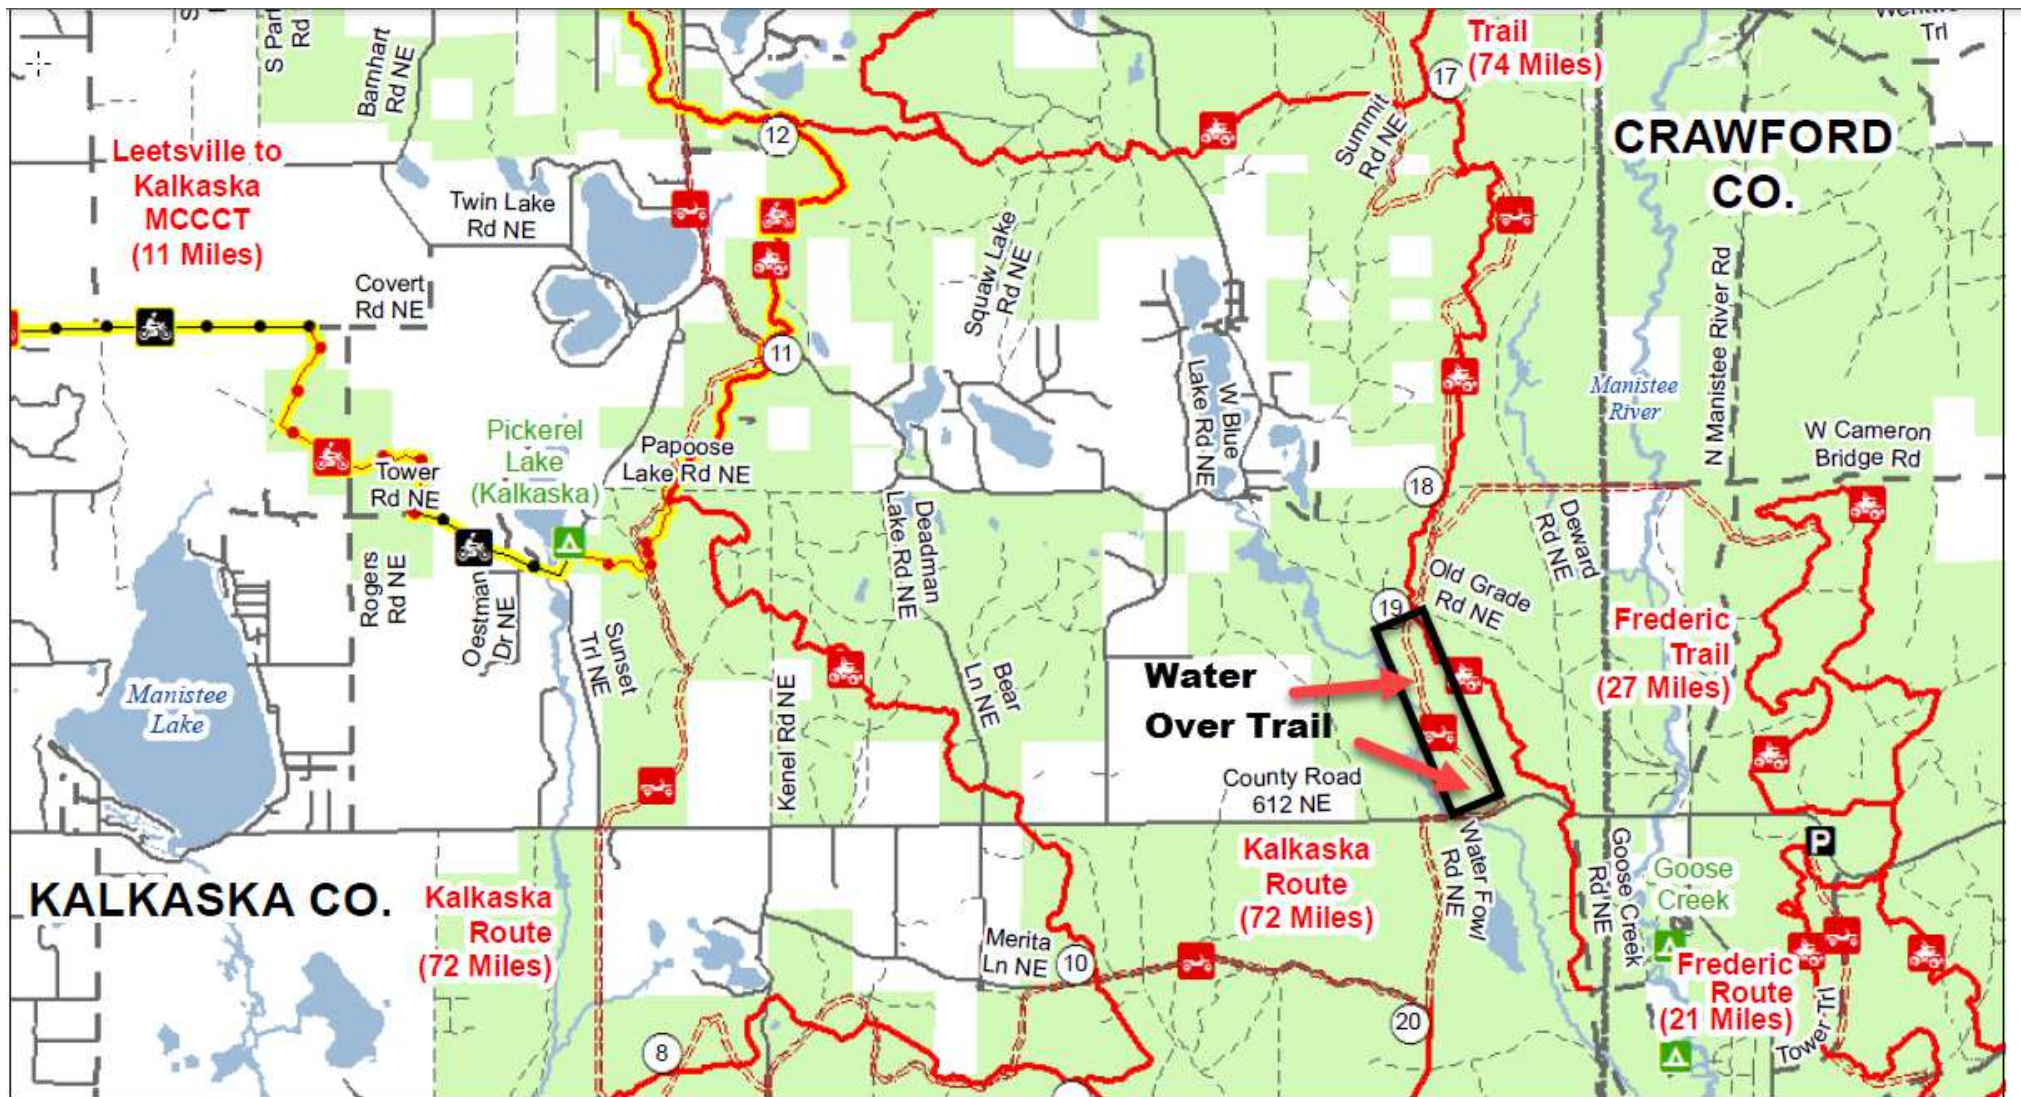 S Par
Rd
Barnhart
Rd NE
Trail
(74 Miles)
Trl
17
12
Summit
Rd NE
CRAWFORD
CO.
Leetsville to
Kalkaska
MCCCT
(11 Miles)
Twin Lake
Rd NE
Squaw Lake
Rd NE
N Manistee River Rd
Covert
Rd NE
11
W Blue
Lake Rd NE
Manistee
River
Pickerel
Lake
(Kalkaska)
Papoose
Lake Rd NE
W Cameron
Bridge Rd
Tower
Rd NE
18
Deadman
Lake Rd NE
Deward
Rd NE
Rogers
Rd NE
Oestman
Dr NE
Sunset
Trl NE
19
Old Grade
Rd NE
Frederic
Trail
(27 Miles)
Water
Over Trail
Manistee
Lake
Kenel Rd NE
Bear
Ln NE
County Road
612 NE
P
KALKASKA CO.
Kalkaska
Route
(72 Miles)
Kalkaska
Route
(72 Miles)
Water Fowl
Rd NE
Goose Creek
Rd NE
Goose
Creek
Merita
Ln NE
10
Frederic
Route
(21 Miles)
8
20
Tower Trl